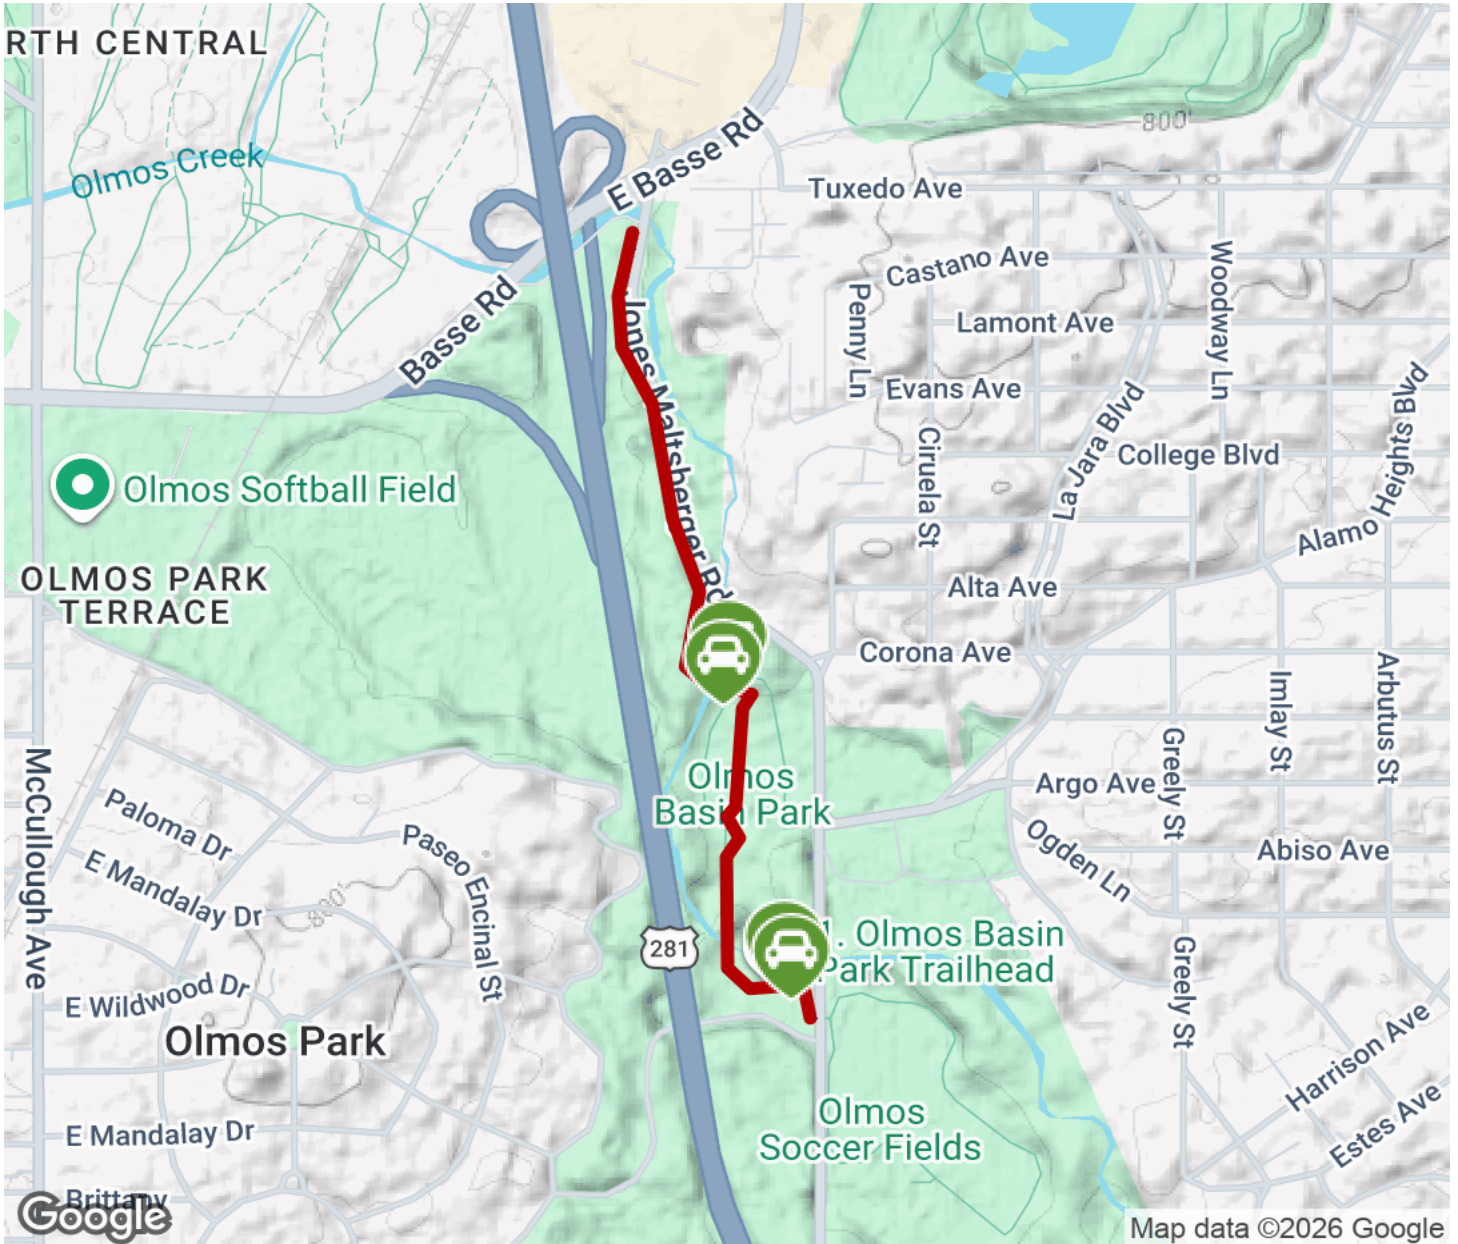 RTH CENTRAL
800'
E Basse Rd
Olmos Creek
Tuxedo Ave
Castano Ave
Woodway Ln
Penny Ln
Basse Rd
Jones Maltsberger Rd
Lamont Ave
Evans Ave
La Jara Blvd
Alamo Heights Blvd
Ciruela St
College Blvd
Olmos Softball Field
OLMOS PARK
TERRACE
Alta Ave
Corona Ave
Imlay St
Arbutus St
McCullough Ave
Greely St
Olmos
Basin Park
Argo Ave
Paloma Dr
Paseo Encinal St
Ogden Ln
Abiso Ave
E Mandalay Dr
800'
281
1. Olmos Basin
Park Trailhead
Greely St
E Wildwood Dr
Olmos Park
Harrison Ave
Olmos
Soccer Fields
Estes Ave
E Mandalay Dr
Brittany
Google
Map data ©2026 Google